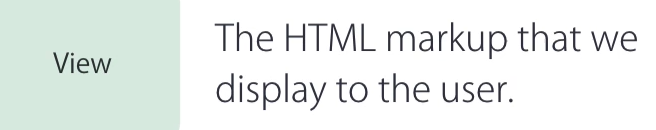 View
The HTML markup that we
display to the user.